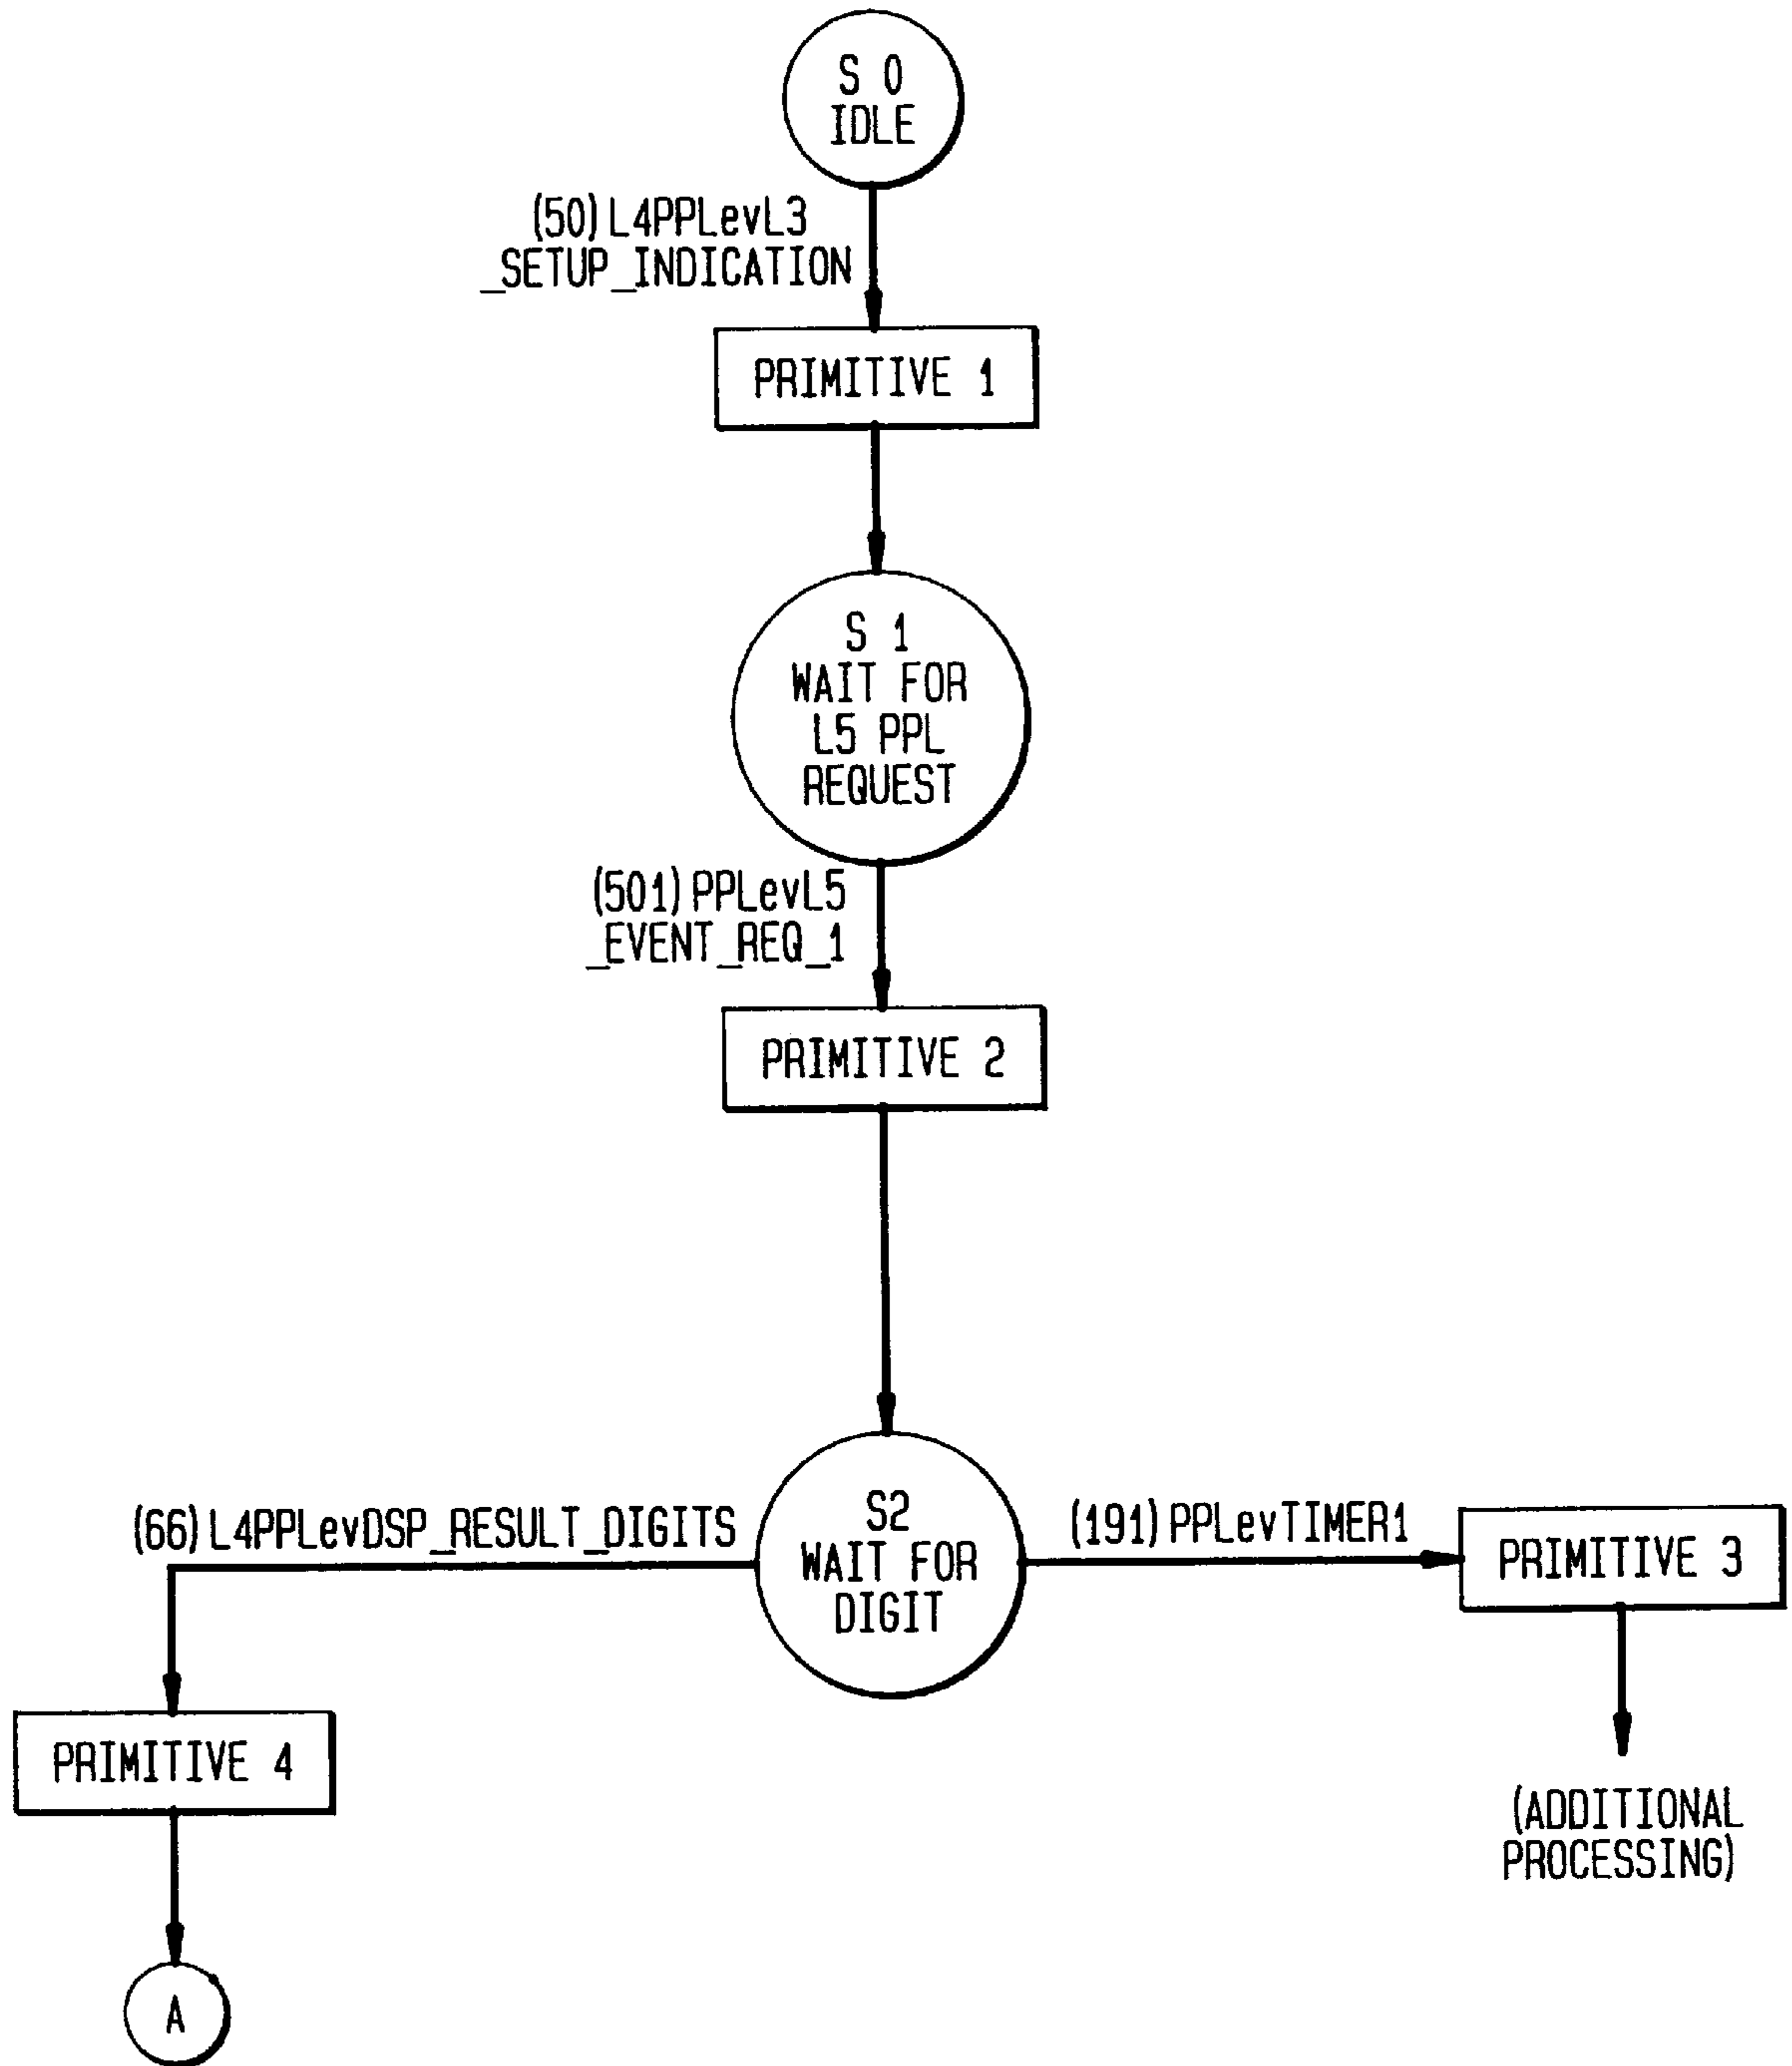 S 0
IDLE
(50) L4PPLevL3
_SETUP_INDICATION
PRIMITIVE 1
S 1
WAIT FOR
L5 PPL
REQUEST
(501) PPLevL5
_EVENT_REQ_1
PRIMITIVE 2
(66) L4PPLevDSP_RESULT_DIGITS
S2
WAIT FOR
DIGIT
(191) PPLevTIMER1
PRIMITIVE 3
PRIMITIVE 4
(ADDITIONAL
PROCESSING)
A